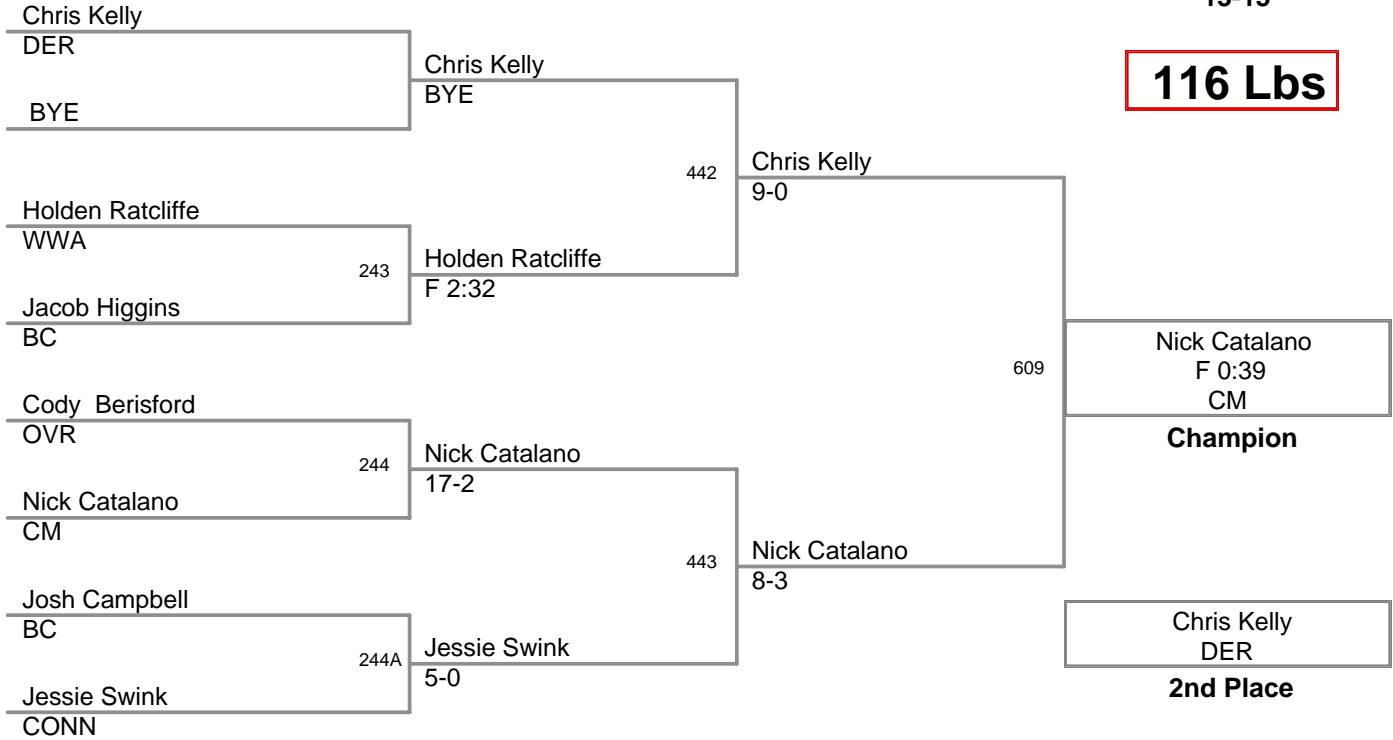 13-15
116 Lbs
Chris Kelly
DER
BYE
Holden Ratcliffe
WWA
243
Jacob Higgins
BC
Cody  Berisford
OVR
244
Nick Catalano
CM
Josh Campbell
BC
244A
Jessie Swink
CONN
Chris Kelly
BYE
442
Holden Ratcliffe
F 2:32
Nick Catalano
17-2
443
Jessie Swink
5-0
Chris Kelly
9-0
609
Nick Catalano
8-3
Nick Catalano
F 0:39
CM
Champion
Chris Kelly
DER
2nd Place